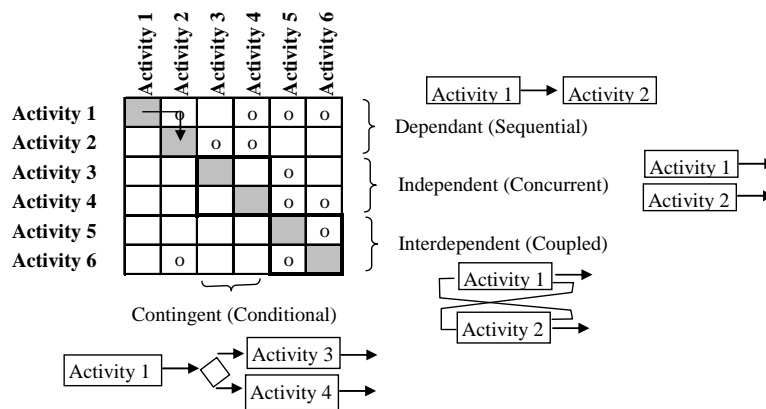 Activity 1
Activity 2
Activity 3
Activity 4
Activity 5
Activity 6
Activity 1 o o o o
Activity 2 o o
Activity 3 o
Activity 4 o o
Activity 5 o
Activity 6 o o
Activity 1 Activity 2
Dependant (Sequential)
Independent (Concurrent)
Activity 1
Activity 2
Interdependent (Coupled)
Activity 1
Activity 2
Contingent (Conditional)
Activity 1
Activity 3
Activity 4